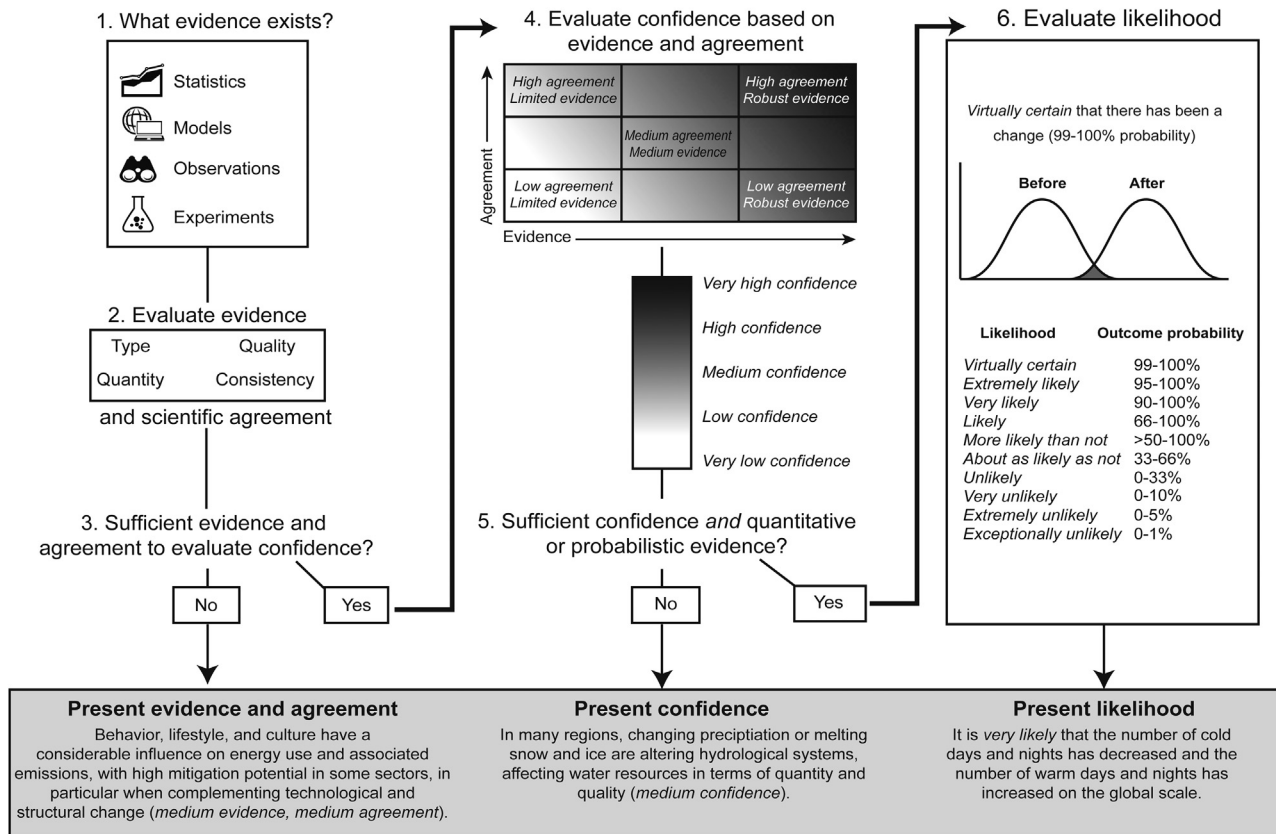 1. What evidence exists?
Statistics
Models
Observations
Experiments
2. Evaluate evidence
Type Quality
Quantity Consistency
and scientific agreement
3. Sufficient evidence and
agreement to evaluate confidence?
No
Yes
4. Evaluate confidence based on
evidence and agreement
Agreement
High agreement
Limited evidence
High agreement
Robust evidence
Medium agreement
Medium evidence
Low agreement
Limited evidence
Low agreement
Robust evidence
Evidence
Very high confidence
High confidence
Medium confidence
Low confidence
Very low confidence
5. Sufficient confidence and quantitative
or probabilistic evidence?
No
Yes
6. Evaluate likelihood
Virtually certain that there has been a
change (99-100% probability)
Before After
Likelihood Outcome probability
Virtually certain 99-100%
Extremely likely 95-100%
Very likely 90-100%
Likely 66-100%
More likely than not >50-100%
About as likely as not 33-66%
Unlikely 0-33%
Very unlikely 0-10%
Extremely unlikely 0-5%
Exceptionally unlikely 0-1%
Present evidence and agreement
Behavior, lifestyle, and culture have a
considerable influence on energy use and associated
emissions, with high mitigation potential in some sectors, in
particular when complementing technological and
structural change (medium evidence, medium agreement).
Present confidence
In many regions, changing preciptiation or melting
snow and ice are altering hydrological systems,
affecting water resources in terms of quantity and
quality (medium confidence).
Present likelihood
It is very likely that the number of cold
days and nights has decreased and the
number of warm days and nights has
increased on the global scale.